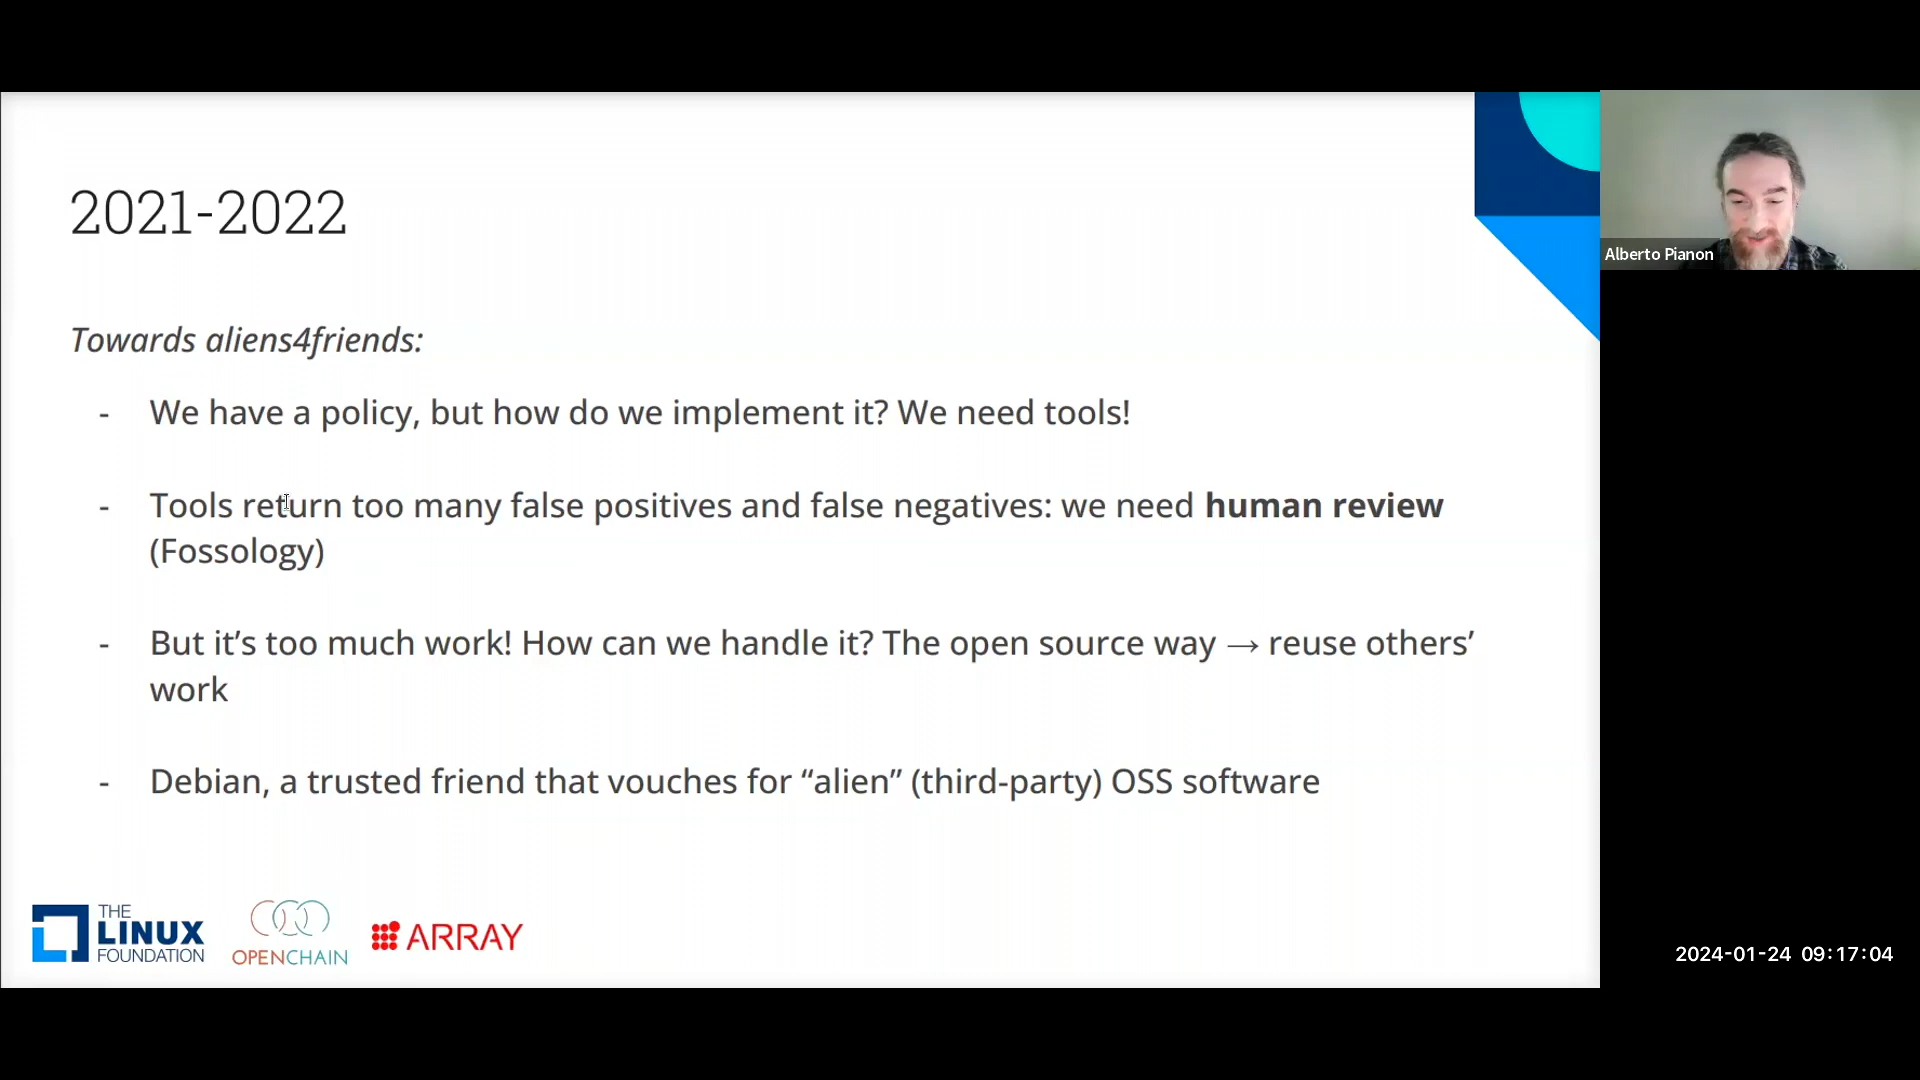 2021-2022
Towards aliens4friends:
- We have a policy, but how do we implement it? We need tools!
- Tools return too many false positives and false negatives: we need human review
(Fossology)
- But it’s too much work! How can we handle it? The open source way → reuse others’
work
- Debian, a trusted friend that vouches for “alien” (third-party) OSS software
THE
LINUX
FOUNDATION
OPENCHAIN
ARRAY
Alberto Pianon
2024-01-24 09:17:04